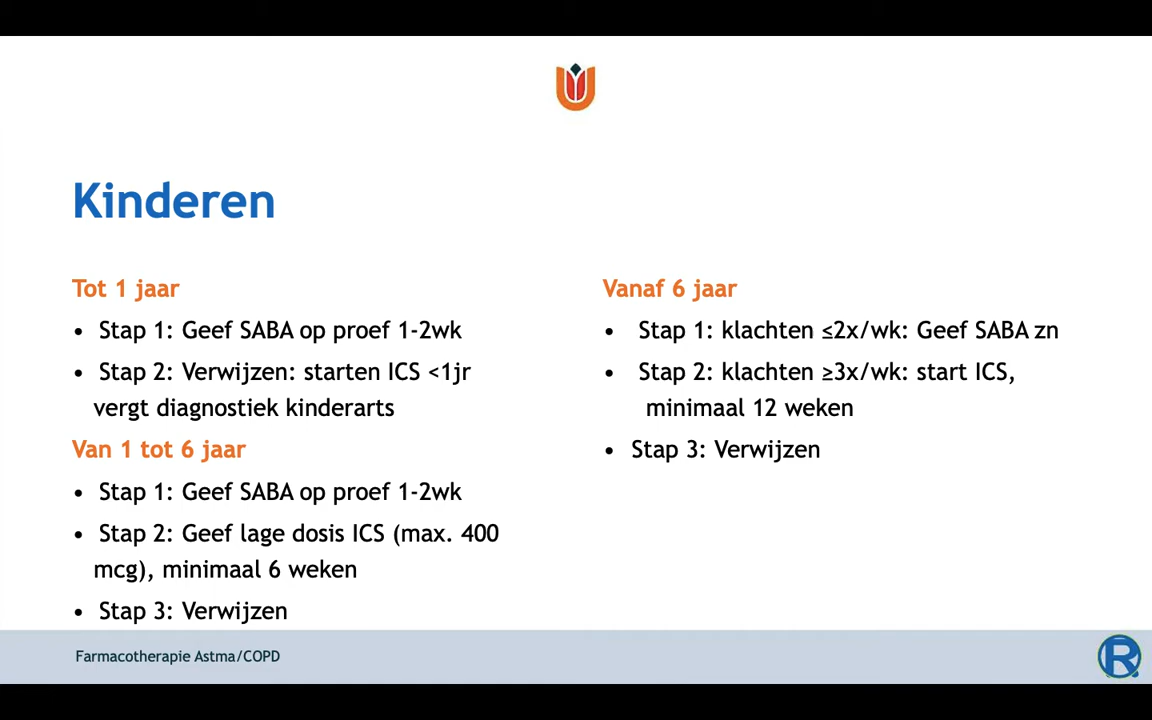 Kinderen
Tot 1 jaar
• Stap 1: Geef SABA op proef 1-2wk
• Stap 2: Verwijzen: starten ICS <1jr
vergt diagnostiek kinderarts
Van 1 tot 6 jaar
• Stap 1: Geef SABA op proef 1-2wk
• Stap 2: Geef lage dosis ICS (max. 400
mcg), minimaal 6 weken
• Stap 3: Verwijzen
Vanaf 6 jaar
• Stap 1: klachten ≤2x/wk: Geef SABA zn
• Stap 2: klachten ≥3x/wk: start ICS,
minimaal 12 weken
• Stap 3: Verwijzen
Farmacotherapie Astma/COPD
R